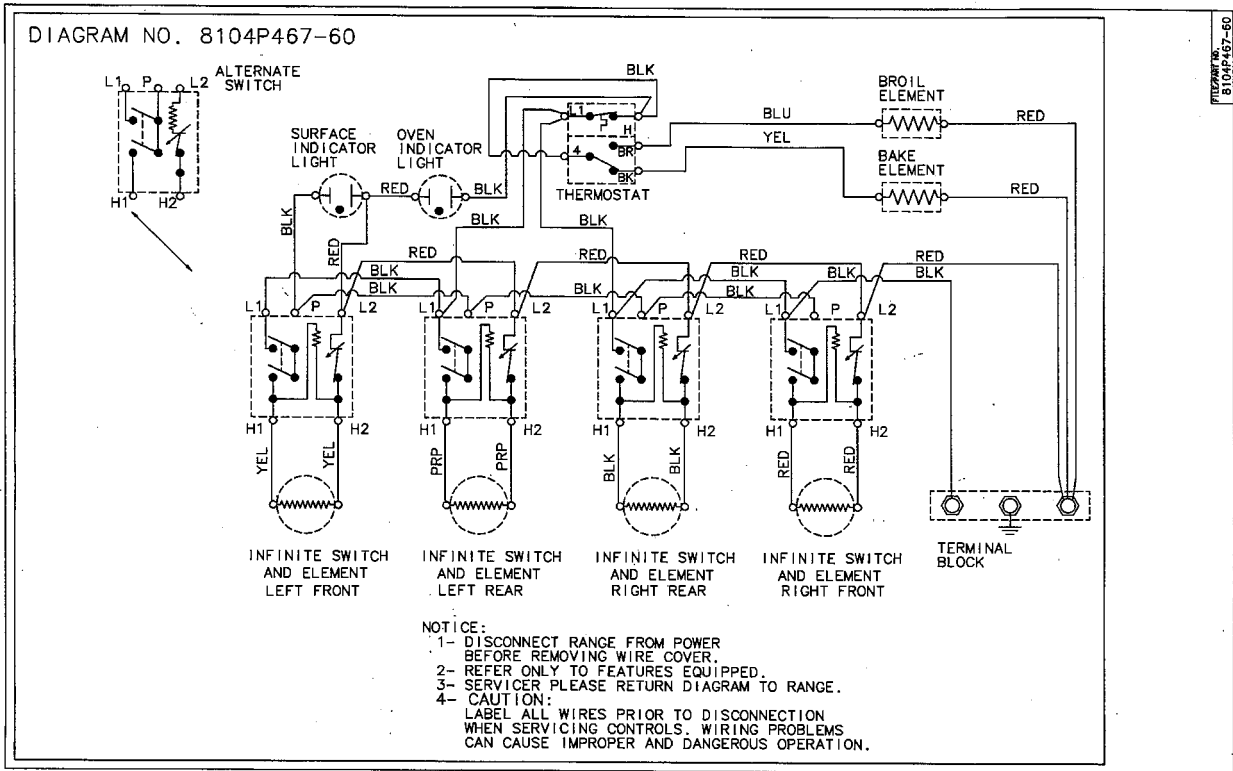 DIAGRAM NO. 8104P467-60
FILE/PART NO.
8104P467-60
ALTERNATE
SWITCH
L1 P L2
H1 H2
SURFACE
INDICATOR
LIGHT
OVEN
INDICATOR
LIGHT
BLK
L1
P
H
4
BR
BK
THERMOSTAT
BLU
YEL
BROIL
ELEMENT
RED
BAKE
ELEMENT
RED
BLK
RED
RED
BLK
BLK
BLK
RED
BLK
BLK
RED
BLK
BLK
RED
BLK
BLK
RED
BLK
L1 P L2
L1 P L2
L1 P L2
L1 P L2
H1 H2
H1 H2
H1 H2
H1 H2
YEL YEL
PRP PRP
BLK BLK
RED RED
INFINITE SWITCH
AND ELEMENT
LEFT FRONT
INFINITE SWITCH
AND ELEMENT
LEFT REAR
INFINITE SWITCH
AND ELEMENT
RIGHT REAR
INFINITE SWITCH
AND ELEMENT
RIGHT FRONT
TERMINAL
BLOCK
NOTICE:
1- DISCONNECT RANGE FROM POWER
BEFORE REMOVING WIRE COVER.
2- REFER ONLY TO FEATURES EQUIPPED.
3- SERVICER PLEASE RETURN DIAGRAM TO RANGE.
4- CAUTION:
LABEL ALL WIRES PRIOR TO DISCONNECTION
WHEN SERVICING CONTROLS. WIRING PROBLEMS
CAN CAUSE IMPROPER AND DANGEROUS OPERATION.